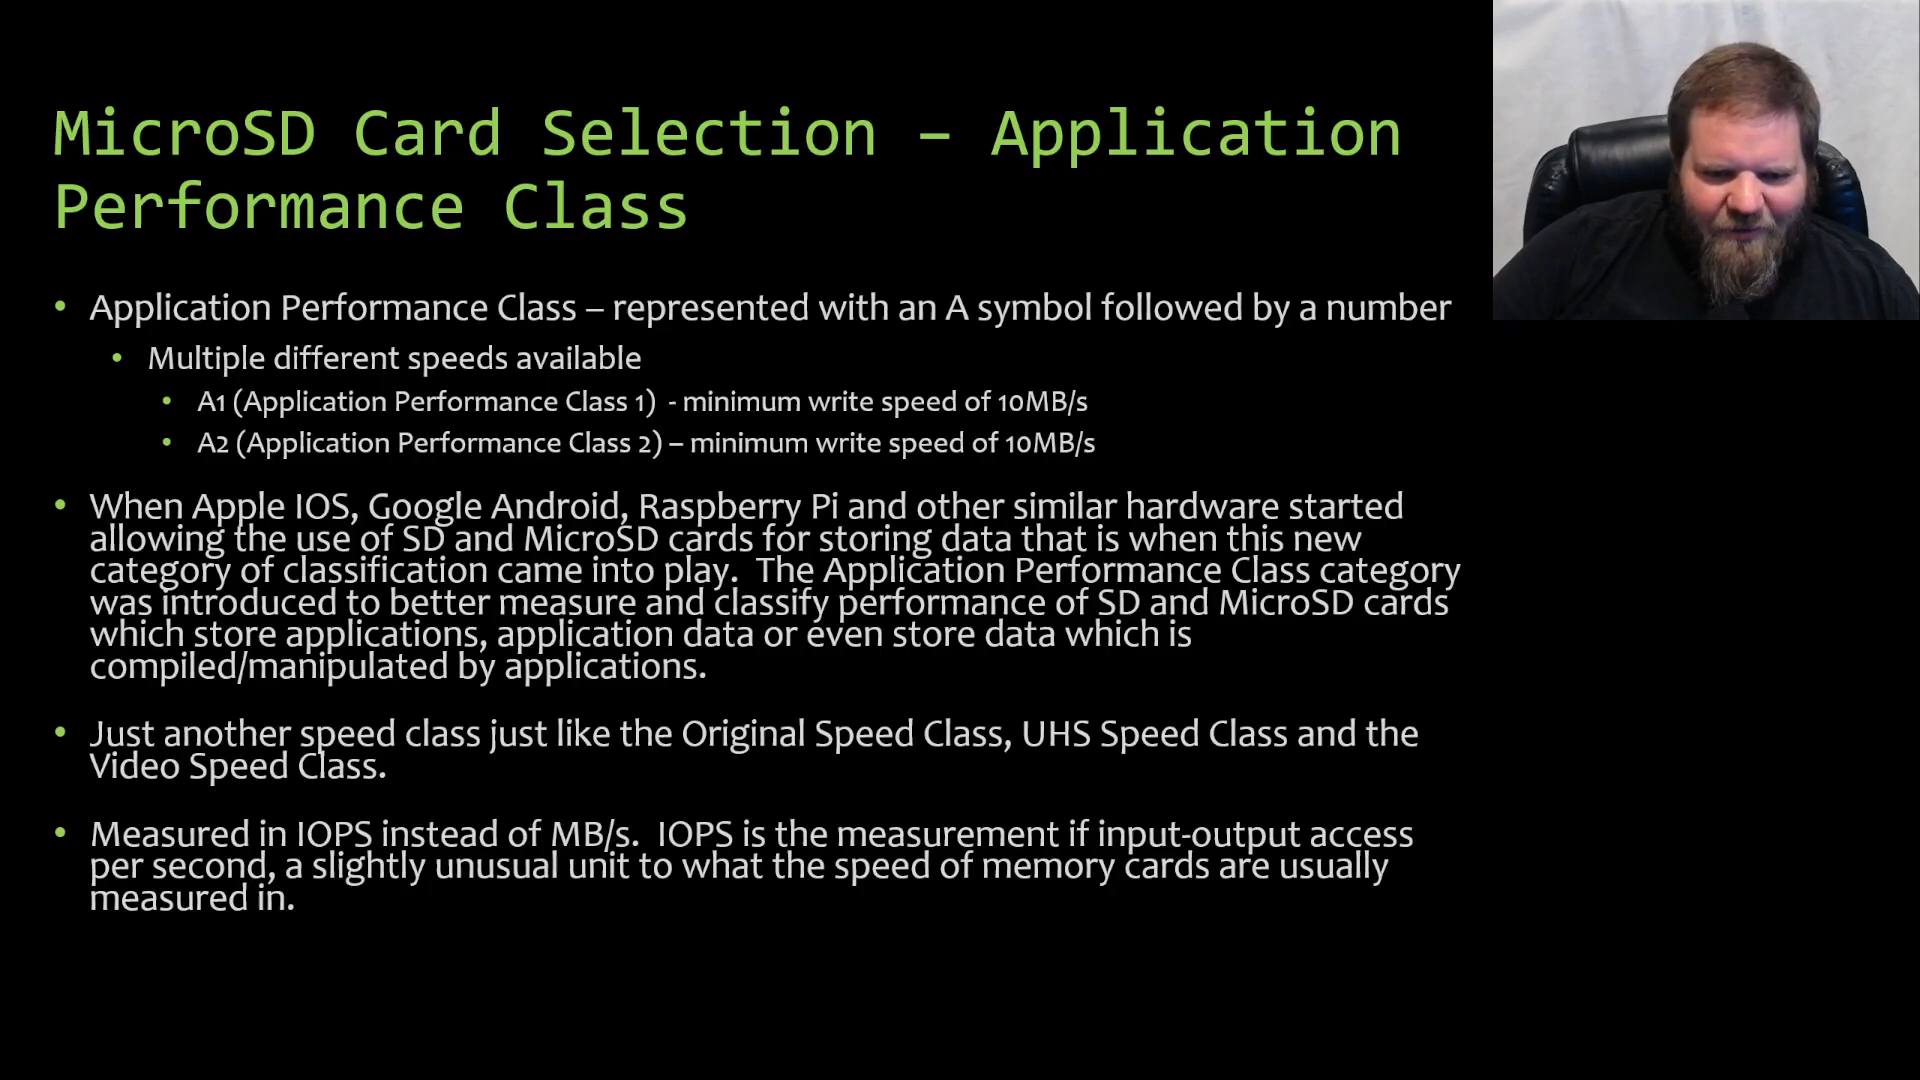 MicroSD Card Selection – Application
Performance Class
• Application Performance Class – represented with an A symbol followed by a number
• Multiple different speeds available
• A1 (Application Performance Class 1)  - minimum write speed of 10MB/s
• A2 (Application Performance Class 2) – minimum write speed of 10MB/s
• When Apple IOS, Google Android, Raspberry Pi and other similar hardware started
allowing the use of SD and MicroSD cards for storing data that is when this new
category of classification came into play.  The Application Performance Class category
was introduced to better measure and classify performance of SD and MicroSD cards
which store applications, application data or even store data which is
compiled/manipulated by applications.
• Just another speed class just like the Original Speed Class, UHS Speed Class and the
Video Speed Class.
• Measured in IOPS instead of MB/s.  IOPS is the measurement if input-output access
per second, a slightly unusual unit to what the speed of memory cards are usually
measured in.